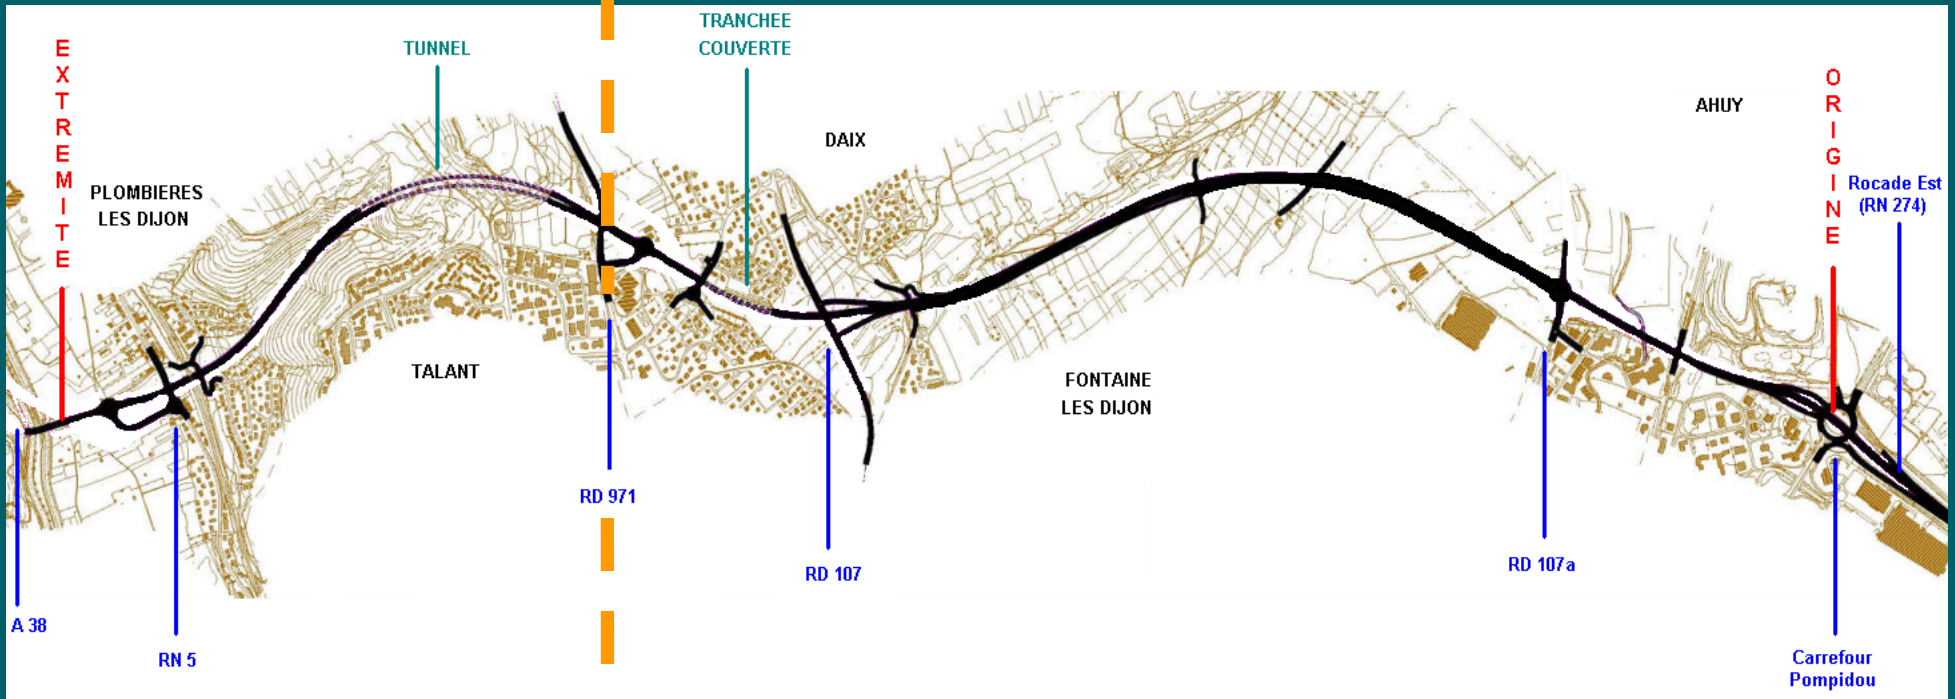 TRANCHEE
COUVERTE
TUNNEL
EXTREMITE
ORIGINE
AHUY
DAIX
PLOMBIERES
LES DIJON
Rocade Est
(RN 274)
TALANT
FONTAINE
LES DIJON
RD 971
RD 107
RD 107a
A 38
RN 5
Carrefour
Pompidou